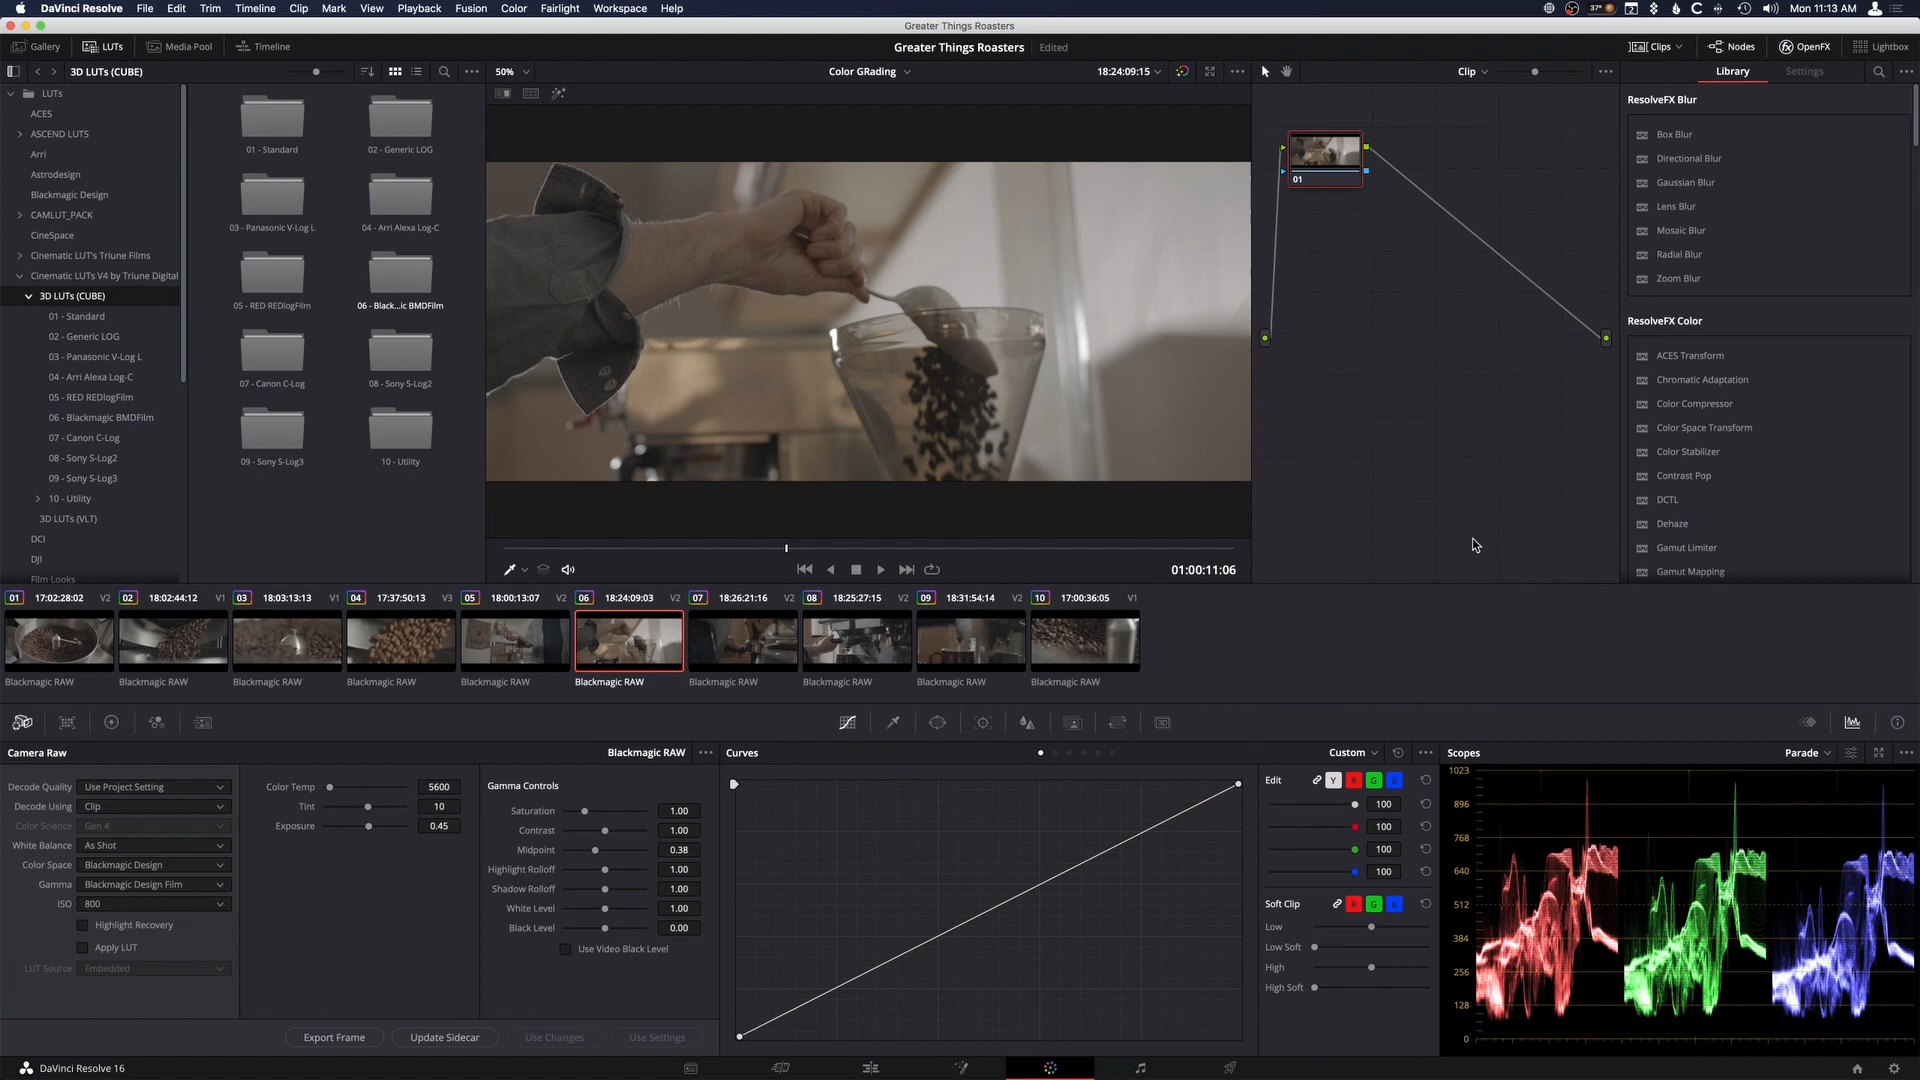 DaVinci Resolve File Edit Trim Timeline Clip Mark View Playback Fusion Color Fairlight Workspace Help
37° 2 Mon 11:13 AM
Greater Things Roasters
Gallery LUTs Media Pool Timeline Greater Things Roasters Edited Clips Nodes OpenFX Lightbox
3D LUTs (CUBE) 50% Color GRading 18:24:09:15 Clip Library Settings
LUTs
ACES
ASCEND LUTS
Arri
Astrodesign
Blackmagic Design
CAMLUT_PACK
CineSpace
Cinematic LUT's Triune Films
Cinematic LUTs V4 by Triune Digital
3D LUTs (CUBE)
01 - Standard
02 - Generic LOG
03 - Panasonic V-Log L
04 - Arri Alexa Log-C
05 - RED REDlogFilm
06 - Blackmagic BMDFilm
07 - Canon C-Log
08 - Sony S-Log2
09 - Sony S-Log3
10 - Utility
3D LUTs (VLT)
DCI
DJI
Film Looks
01 - Standard 02 - Generic LOG
03 - Panasonic V-Log L 04 - Arri Alexa Log-C
05 - RED REDlogFilm 06 - Black...ic BMDFilm
07 - Canon C-Log 08 - Sony S-Log2
09 - Sony S-Log3 10 - Utility
01:00:11:06
01
ResolveFX Blur
Box Blur
Directional Blur
Gaussian Blur
Lens Blur
Mosaic Blur
Radial Blur
Zoom Blur
ResolveFX Color
ACES Transform
Chromatic Adaptation
Color Compressor
Color Space Transform
Color Stabilizer
Contrast Pop
DCTL
Dehaze
Gamut Limiter
Gamut Mapping
01 17:02:28:02 V2 02 18:02:44:12 V1 03 18:03:13:13 V1 04 17:37:50:13 V3 05 18:00:13:07 V2 06 18:24:09:03 V2 07 18:26:21:16 V2 08 18:25:27:15 V2 09 18:31:54:14 V2 10 17:00:36:05 V1
Blackmagic RAW Blackmagic RAW Blackmagic RAW Blackmagic RAW Blackmagic RAW Blackmagic RAW Blackmagic RAW Blackmagic RAW Blackmagic RAW Blackmagic RAW
Camera Raw Blackmagic RAW
Decode Quality Use Project Setting
Decode Using Clip
Color Science Gen 4
White Balance As Shot
Color Space Blackmagic Design
Gamma Blackmagic Design Film
ISO 800
Highlight Recovery
Apply LUT
LUT Source Embedded
Color Temp 5600
Tint 10
Exposure 0.45
Gamma Controls
Saturation 1.00
Contrast 1.00
Midpoint 0.38
Highlight Rolloff 1.00
Shadow Rolloff 1.00
White Level 1.00
Black Level 0.00
Use Video Black Level
Export Frame Update Sidecar Use Changes Use Settings
Curves Custom
Edit Y R G B
100
100
100
100
Soft Clip R G B
Low
Low Soft
High
High Soft
Scopes Parade
1023
896
768
640
512
384
256
128
0
DaVinci Resolve 16